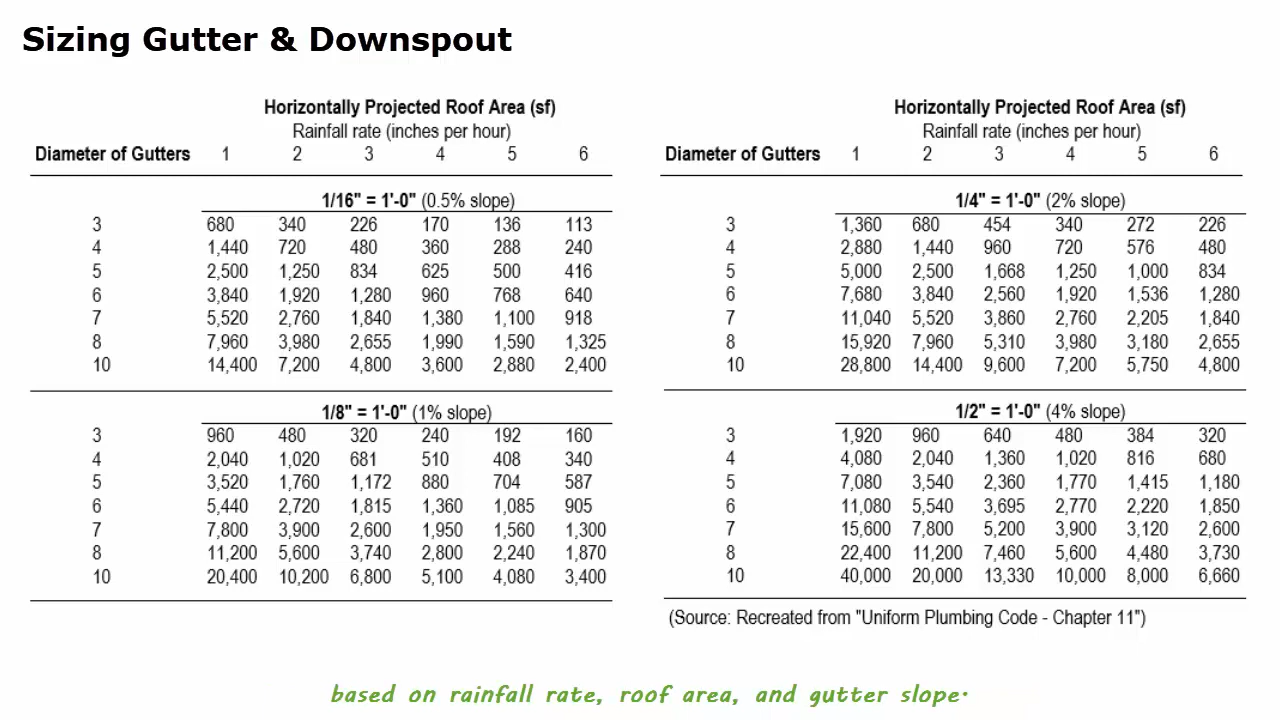 Sizing Gutter & Downspout
Horizontally Projected Roof Area (sf)
Rainfall rate (inches per hour)
Diameter of Gutters 1 2 3 4 5 6
1/16" = 1'-0" (0.5% slope)
3 680 340 226 170 136 113
4 1,440 720 480 360 288 240
5 2,500 1,250 834 625 500 416
6 3,840 1,920 1,280 960 768 640
7 5,520 2,760 1,840 1,380 1,100 918
8 7,960 3,980 2,655 1,990 1,590 1,325
10 14,400 7,200 4,800 3,600 2,880 2,400
1/8" = 1'-0" (1% slope)
3 960 480 320 240 192 160
4 2,040 1,020 681 510 408 340
5 3,520 1,760 1,172 880 704 587
6 5,440 2,720 1,815 1,360 1,085 905
7 7,800 3,900 2,600 1,950 1,560 1,300
8 11,200 5,600 3,740 2,800 2,240 1,870
10 20,400 10,200 6,800 5,100 4,080 3,400
Horizontally Projected Roof Area (sf)
Rainfall rate (inches per hour)
Diameter of Gutters 1 2 3 4 5 6
1/4" = 1'-0" (2% slope)
3 1,360 680 454 340 272 226
4 2,880 1,440 960 720 576 480
5 5,000 2,500 1,668 1,250 1,000 834
6 7,680 3,840 2,560 1,920 1,536 1,280
7 11,040 5,520 3,860 2,760 2,205 1,840
8 15,920 7,960 5,310 3,980 3,180 2,655
10 28,800 14,400 9,600 7,200 5,750 4,800
1/2" = 1'-0" (4% slope)
3 1,920 960 640 480 384 320
4 4,080 2,040 1,360 1,020 816 680
5 7,080 3,540 2,360 1,770 1,415 1,180
6 11,080 5,540 3,695 2,770 2,220 1,850
7 15,600 7,800 5,200 3,900 3,120 2,600
8 22,400 11,200 7,460 5,600 4,480 3,730
10 40,000 20,000 13,330 10,000 8,000 6,660
(Source: Recreated from "Uniform Plumbing Code - Chapter 11")
based on rainfall rate, roof area, and gutter slope.